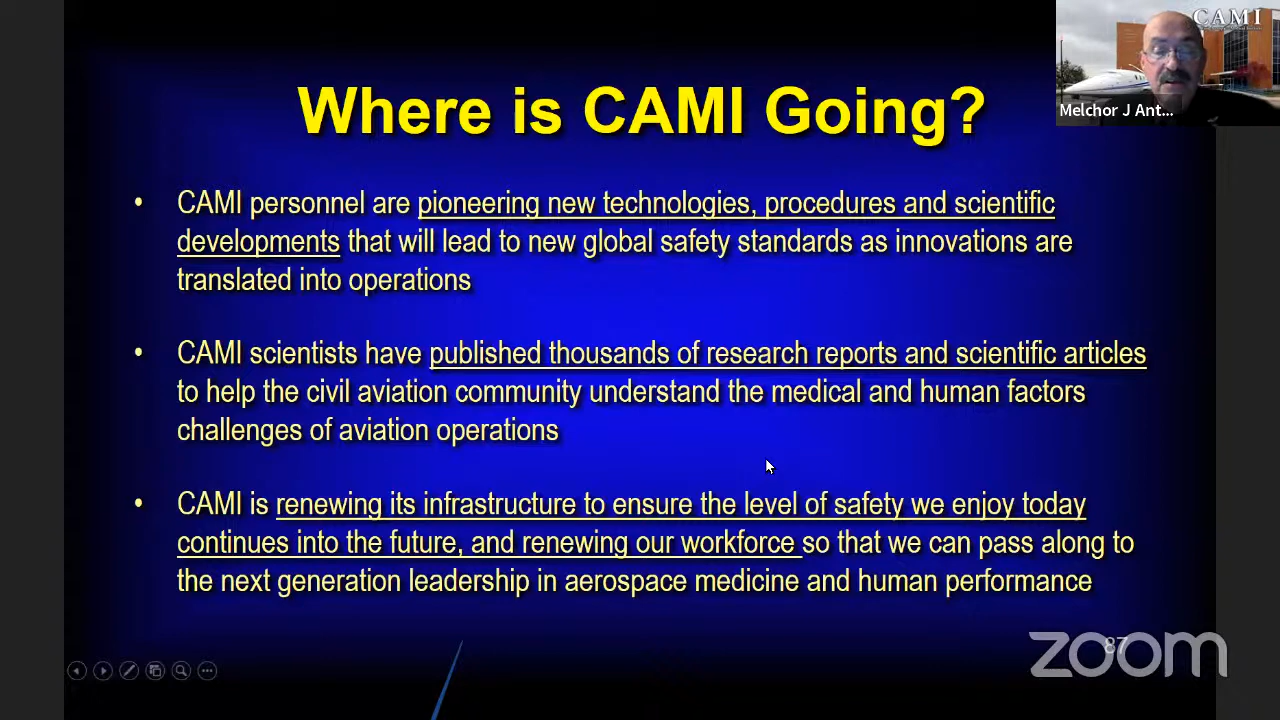 CAMI
Melchor J Ant...
Where is CAMI Going?
• CAMI personnel are pioneering new technologies, procedures and scientific
developments that will lead to new global safety standards as innovations are
translated into operations
• CAMI scientists have published thousands of research reports and scientific articles
to help the civil aviation community understand the medical and human factors
challenges of aviation operations
• CAMI is renewing its infrastructure to ensure the level of safety we enjoy today
continues into the future, and renewing our workforce so that we can pass along to
the next generation leadership in aerospace medicine and human performance
87
zoom